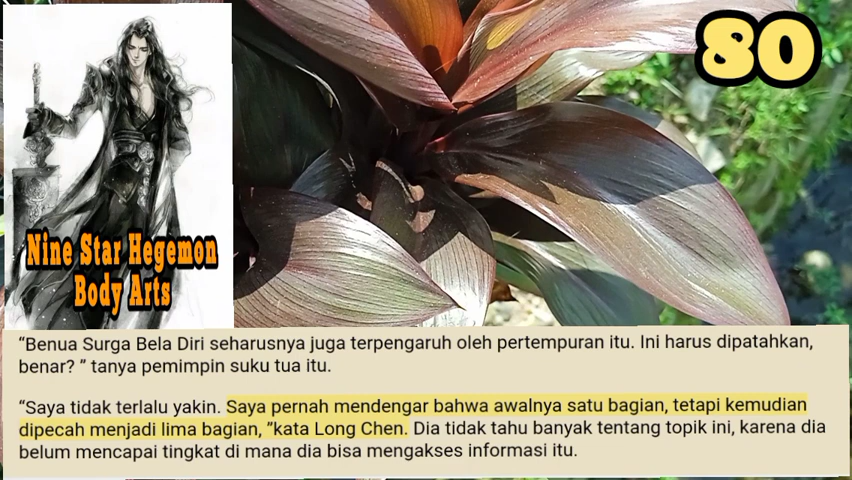 80
Nine Star Hegemon
Body Arts
“Benua Surga Bela Diri seharusnya juga terpengaruh oleh pertempuran itu. Ini harus dipatahkan,
benar? ” tanya pemimpin suku tua itu.
“Saya tidak terlalu yakin. Saya pernah mendengar bahwa awalnya satu bagian, tetapi kemudian
dipecah menjadi lima bagian, ”kata Long Chen. Dia tidak tahu banyak tentang topik ini, karena dia
belum mencapai tingkat di mana dia bisa mengakses informasi itu.